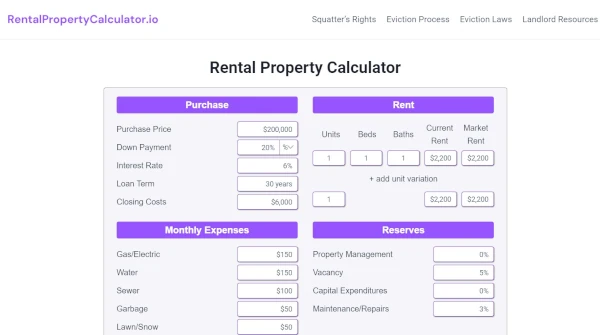 RentalPropertyCalculator.io
Squatter's Rights Eviction Process Eviction Laws Landlord Resources
Rental Property Calculator
Purchase
Purchase Price $200,000
Down Payment 20% %
Interest Rate 6%
Loan Term 30 years
Closing Costs $6,000
Rent
Units Beds Baths Current Rent Market Rent
1 1 1 $2,200 $2,200
+ add unit variation
1 $2,200 $2,200
Monthly Expenses
Gas/Electric $150
Water $150
Sewer $100
Garbage $50
Lawn/Snow $50
Reserves
Property Management 0%
Vacancy 5%
Capital Expenditures 0%
Maintenance/Repairs 3%